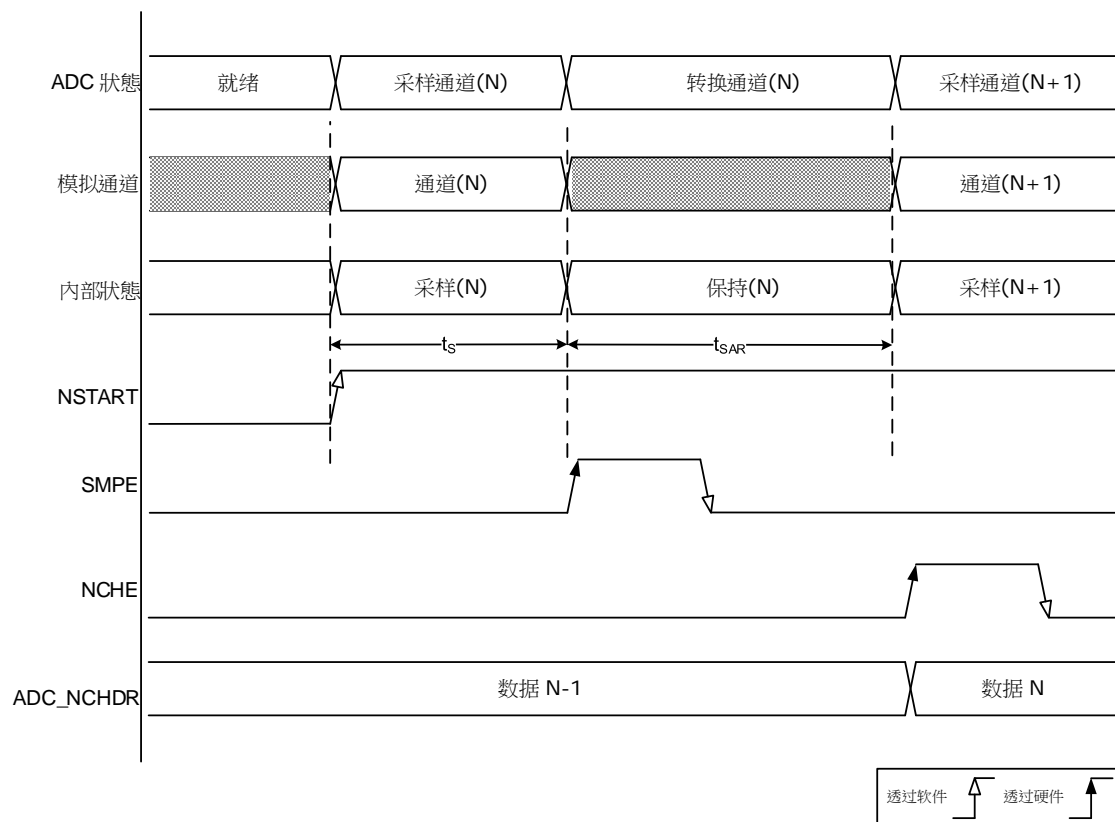 ADC 狀態
就绪
采样通道(N)
转换通道(N)
采样通道(N+1)
模拟通道
通道(N)
通道(N+1)
內部狀態
采样(N)
保持(N)
采样(N+1)
tS
tSAR
NSTART
SMPE
NCHE
ADC_NCHDR
数据 N-1
数据 N
透过软件
透过硬件